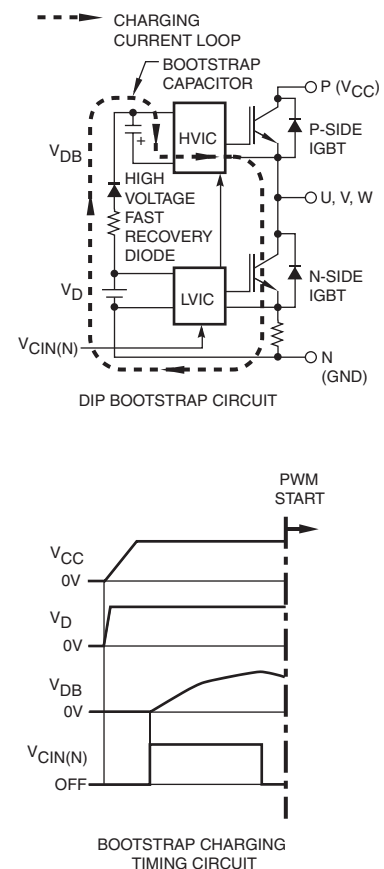 CHARGING
CURRENT LOOP
BOOTSTRAP
CAPACITOR
P (VCC)
+
HVIC
P-SIDE
IGBT
VDB
HIGH
VOLTAGE
FAST
RECOVERY
DIODE
U, V, W
VD
LVIC
N-SIDE
IGBT
VCIN(N)
N
(GND)
DIP BOOTSTRAP CIRCUIT
PWM
START
VCC
0V
VD
0V
VDB
0V
VCIN(N)
OFF
BOOTSTRAP CHARGING
TIMING CIRCUIT